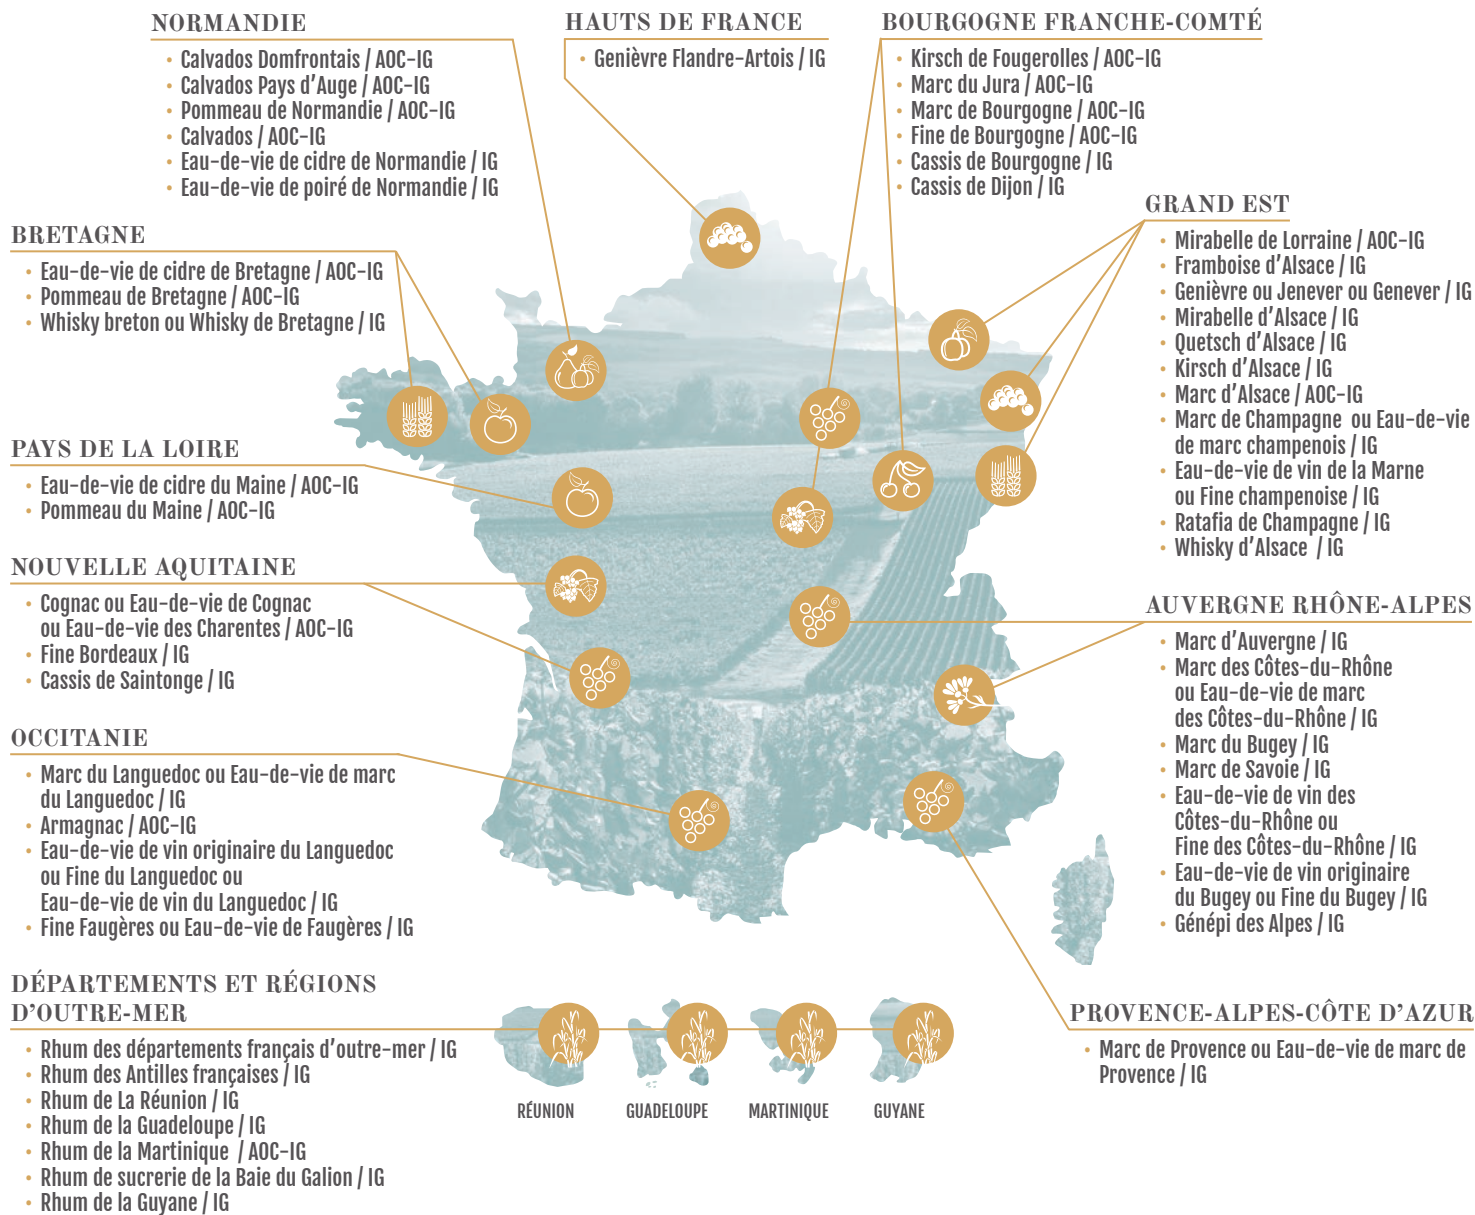 NORMANDIE
• Calvados Domfrontais / AOC-IG
• Calvados Pays d'Auge / AOC-IG
• Pommeau de Normandie / AOC-IG
• Calvados / AOC-IG
• Eau-de-vie de cidre de Normandie / IG
• Eau-de-vie de poiré de Normandie / IG
HAUTS DE FRANCE
• Genièvre Flandre-Artois / IG
BOURGOGNE FRANCHE-COMTÉ
• Kirsch de Fougerolles / AOC-IG
• Marc du Jura / AOC-IG
• Marc de Bourgogne / AOC-IG
• Fine de Bourgogne / AOC-IG
• Cassis de Bourgogne / IG
• Cassis de Dijon / IG
GRAND EST
• Mirabelle de Lorraine / AOC-IG
• Framboise d'Alsace / IG
• Genièvre ou Jenever ou Genever / IG
• Mirabelle d'Alsace / IG
• Quetsch d'Alsace / IG
• Kirsch d'Alsace / IG
• Marc d'Alsace / AOC-IG
• Marc de Champagne ou Eau-de-vie
de marc champenois / IG
• Eau-de-vie de vin de la Marne
ou Fine champenoise / IG
• Ratafia de Champagne / IG
• Whisky d'Alsace / IG
BRETAGNE
• Eau-de-vie de cidre de Bretagne / AOC-IG
• Pommeau de Bretagne / AOC-IG
• Whisky breton ou Whisky de Bretagne / IG
PAYS DE LA LOIRE
• Eau-de-vie de cidre du Maine / AOC-IG
• Pommeau du Maine / AOC-IG
NOUVELLE AQUITAINE
• Cognac ou Eau-de-vie de Cognac
ou Eau-de-vie des Charentes / AOC-IG
• Fine Bordeaux / IG
• Cassis de Saintonge / IG
AUVERGNE RHÔNE-ALPES
• Marc d'Auvergne / IG
• Marc des Côtes-du-Rhône
ou Eau-de-vie de marc
des Côtes-du-Rhône / IG
• Marc du Bugey / IG
• Marc de Savoie / IG
• Eau-de-vie de vin des
Côtes-du-Rhône ou
Fine des Côtes-du-Rhône / IG
• Eau-de-vie de vin originaire
du Bugey ou Fine du Bugey / IG
• Génépi des Alpes / IG
OCCITANIE
• Marc du Languedoc ou Eau-de-vie de marc
du Languedoc / IG
• Armagnac / AOC-IG
• Eau-de-vie de vin originaire du Languedoc
ou Fine du Languedoc ou
Eau-de-vie de vin du Languedoc / IG
• Fine Faugères ou Eau-de-vie de Faugères / IG
DÉPARTEMENTS ET RÉGIONS
D'OUTRE-MER
• Rhum des départements français d'outre-mer / IG
• Rhum des Antilles françaises / IG
• Rhum de La Réunion / IG
• Rhum de la Guadeloupe / IG
• Rhum de la Martinique / AOC-IG
• Rhum de sucrerie de la Baie du Galion / IG
• Rhum de la Guyane / IG
RÉUNION
GUADELOUPE
MARTINIQUE
GUYANE
PROVENCE-ALPES-CÔTE D'AZUR
• Marc de Provence ou Eau-de-vie de marc de
Provence / IG